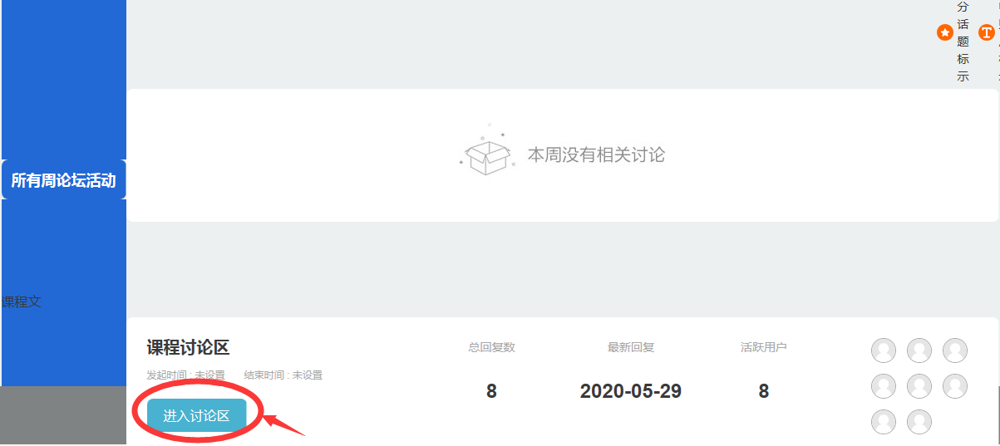 分话题标示
T
本周没有相关讨论
所有周论坛活动
课程文
课程讨论区
发起时间 : 未设置 结束时间 : 未设置
进入讨论区
总回复数 最新回复 活跃用户
8 2020-05-29 8